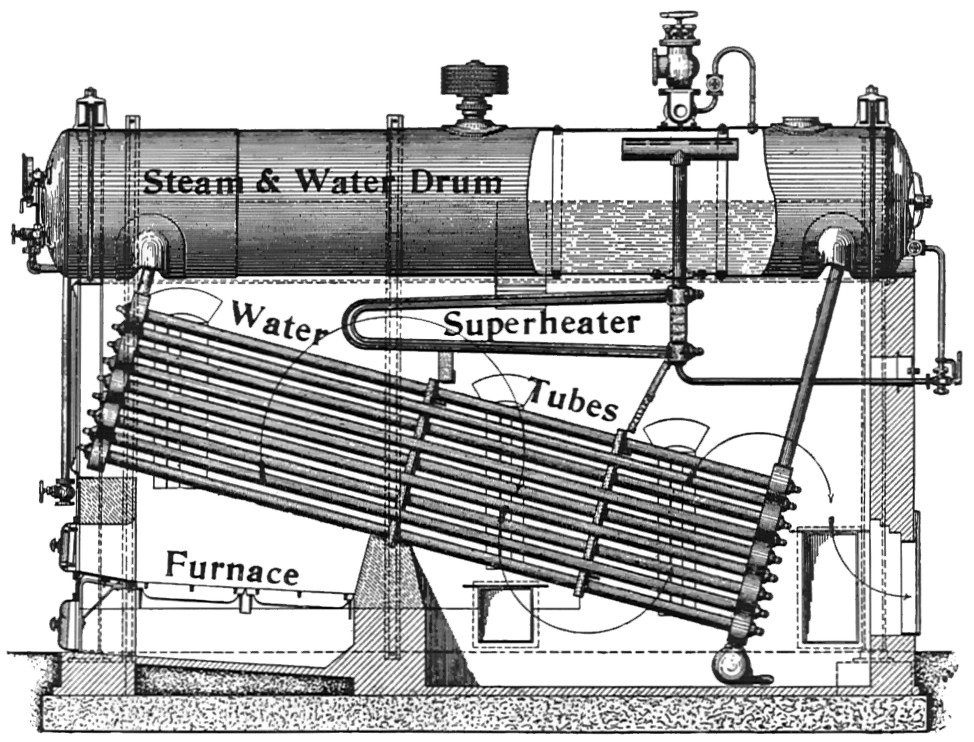 Steam & Water Drum
Water
Superheater
Tubes
Furnace